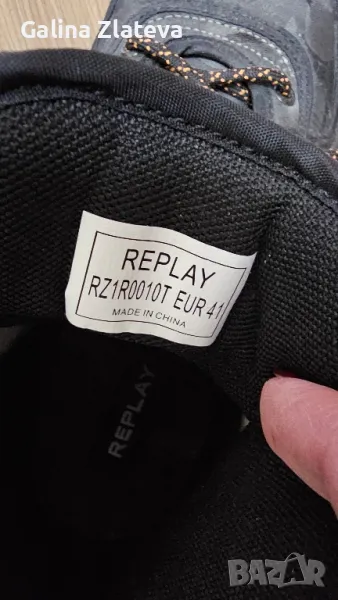 Galina Zlateva
REPLAY
RZ1R0010T EUR 41
MADE IN CHINA
REPLAY
BAZAR